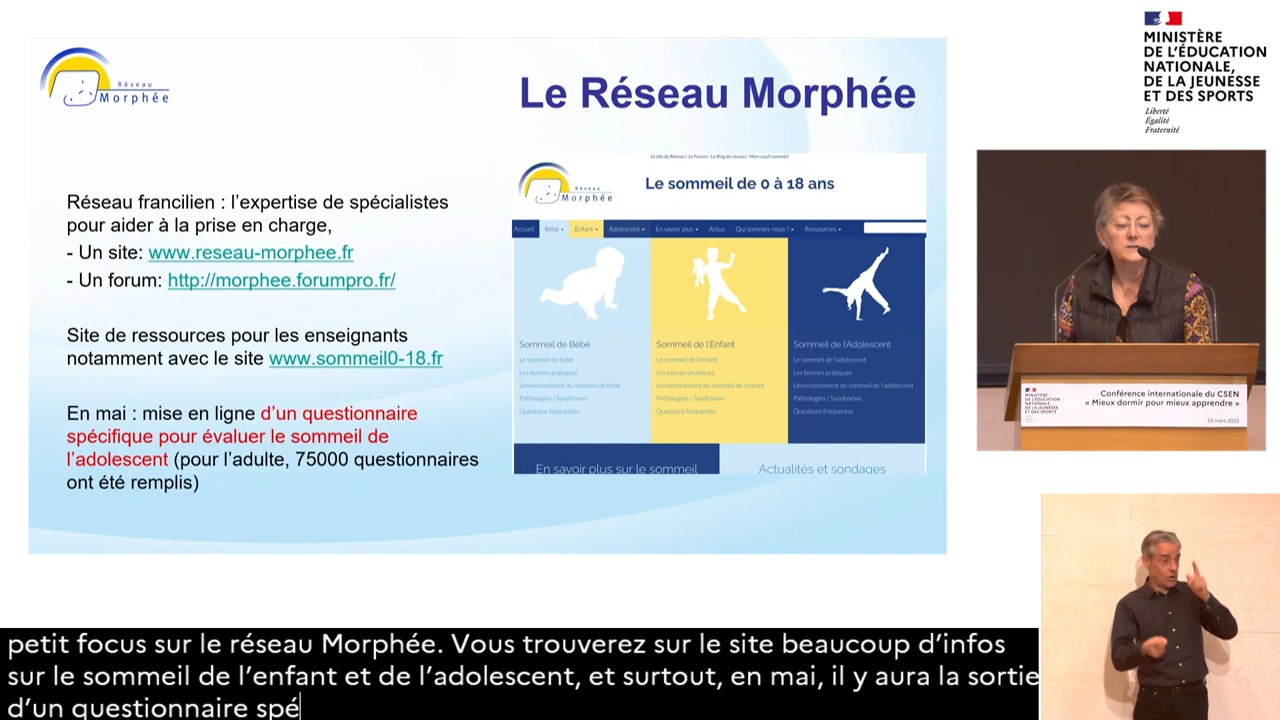 Réseau
Morphée
Le Réseau Morphée
Réseau francilien : l’expertise de spécialistes
pour aider à la prise en charge,
- Un site: www.reseau-morphee.fr
- Un forum: http://morphee.forumpro.fr/
Site de ressources pour les enseignants
notamment avec le site www.sommeil0-18.fr
En mai : mise en ligne d’un questionnaire
spécifique pour évaluer le sommeil de
l’adolescent (pour l’adulte, 75000 questionnaires
ont été remplis)
Le site du Réseau! Le Forum! Le Blog du réseau! Mon coach sommeil!
Réseau
Morphée
Le sommeil de 0 à 18 ans
Accueil Bébé Enfant Adolescent En savoir plus Actus Qui sommes-nous ? Ressources
Sommeil de Bébé
Le sommeil de bébé
Les bonnes pratiques
L’environnement du sommeil de bébé
Pathologies / Syndromes
Questions fréquentes
Sommeil de l’Enfant
Le sommeil de l’enfant
Les bonnes pratiques
L’environnement du sommeil de l’enfant
Pathologies / Syndromes
Questions fréquentes
Sommeil de l’Adolescent
Le sommeil de l’adolescent
Les bonnes pratiques
L’environnement du sommeil de l’adolescent
Pathologies / Syndromes
Questions fréquentes
En savoir plus sur le sommeil
Actualités et sondages
MINISTÈRE
DE L’ÉDUCATION
NATIONALE,
DE LA JEUNESSE
ET DES SPORTS
Liberté
Égalité
Fraternité
MINISTÈRE
DE L’ÉDUCATION
NATIONALE,
DE LA JEUNESSE
ET DES SPORTS
Conférence internationale du CSEN
« Mieux dormir pour mieux apprendre »
23 mars 2022
petit focus sur le réseau Morphée. Vous trouverez sur le site beaucoup d’infos
sur le sommeil de l’enfant et de l’adolescent, et surtout, en mai, il y aura la sortie
d’un questionnaire spé